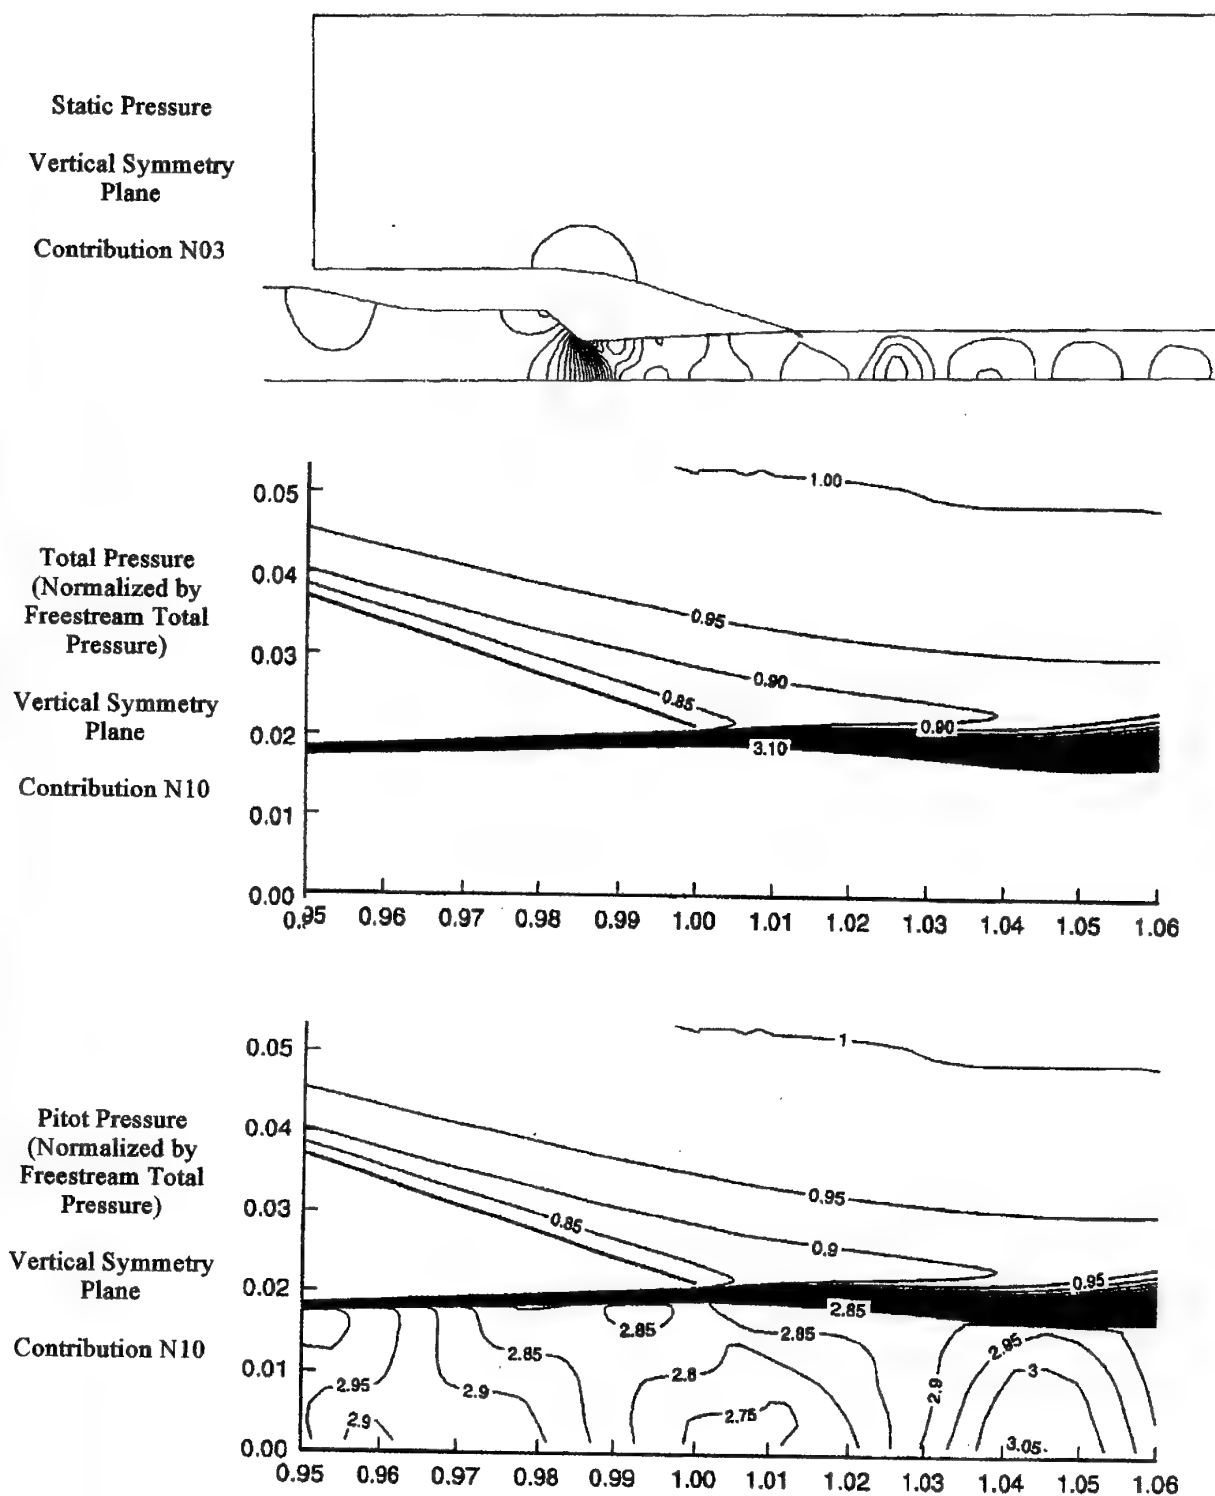 Static Pressure
Vertical Symmetry
Plane
Contribution N03
Total Pressure
(Normalized by
Freestream Total
Pressure)
Vertical Symmetry
Plane
Contribution N10
0.05
0.04
0.03
0.02
0.01
0.00
1.00
0.95
0.90
0.85
0.90
3.10
0.95 0.96 0.97 0.98 0.99 1.00 1.01 1.02 1.03 1.04 1.05 1.06
Pitot Pressure
(Normalized by
Freestream Total
Pressure)
Vertical Symmetry
Plane
Contribution N10
0.05
0.04
0.03
0.02
0.01
0.00
1
0.95
0.85
0.9
0.95
2.85
2.85
2.85
2.85
2.95
2.9
2.9
2.8
2.75
2.9
2.95
3
3.05
0.95 0.96 0.97 0.98 0.99 1.00 1.01 1.02 1.03 1.04 1.05 1.06